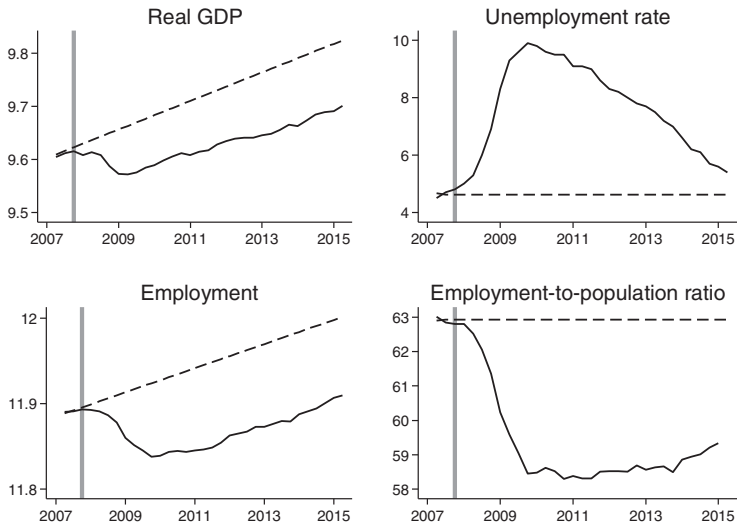 Real GDP
9.8
9.7
9.6
9.5
2007 2009 2011 2013 2015
Unemployment rate
10
8
6
4
2007 2009 2011 2013 2015
Employment
12
11.9
11.8
2007 2009 2011 2013 2015
Employment-to-population ratio
63
62
61
60
59
58
2007 2009 2011 2013 2015